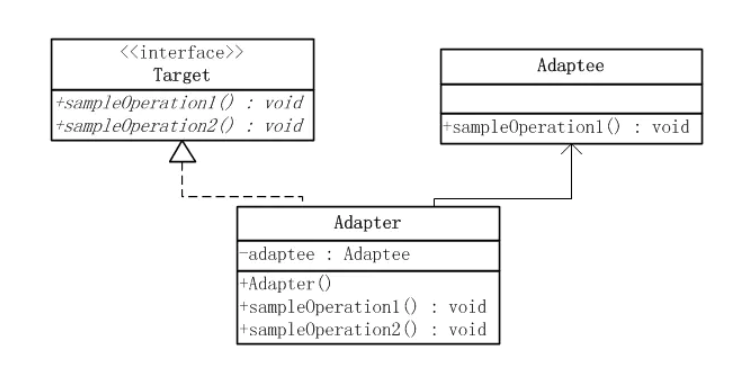 <<interface>>
Target
+sampleOperation1() : void
+sampleOperation2() : void
Adaptee
+sampleOperation1() : void
Adapter
-adaptee : Adaptee
+Adapter()
+sampleOperation1() : void
+sampleOperation2() : void